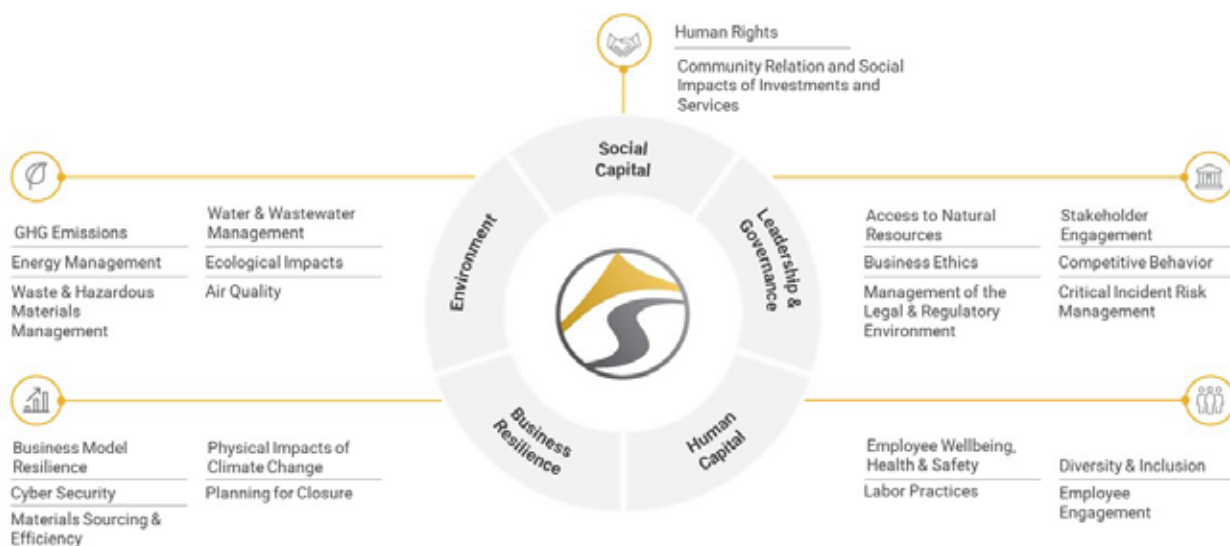 Human Rights
Community Relation and Social
Impacts of Investments and
Services
Social
Capital
Leadership &
Governance
Human
Capital
Business
Resilience
Environment
GHG Emissions
Energy Management
Waste & Hazardous
Materials
Management
Water & Wastewater
Management
Ecological Impacts
Air Quality
Access to Natural
Resources
Business Ethics
Management of the
Legal & Regulatory
Environment
Stakeholder
Engagement
Competitive Behavior
Critical Incident Risk
Management
Business Model
Resilience
Cyber Security
Materials Sourcing &
Efficiency
Physical Impacts of
Climate Change
Planning for Closure
Employee Wellbeing,
Health & Safety
Labor Practices
Diversity & Inclusion
Employee
Engagement